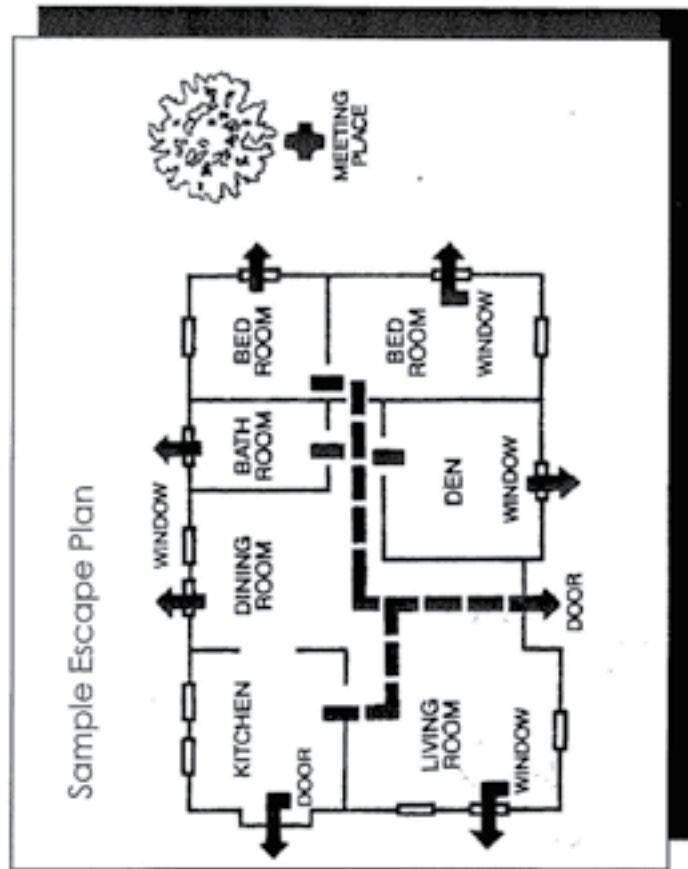 Sample Escape Plan
WINDOW
KITCHEN
DINING
ROOM
BATH
ROOM
BED
ROOM
DOOR
MEETING
PLACE
LIVING
ROOM
DEN
BED
ROOM
WINDOW
WINDOW
WINDOW
DOOR